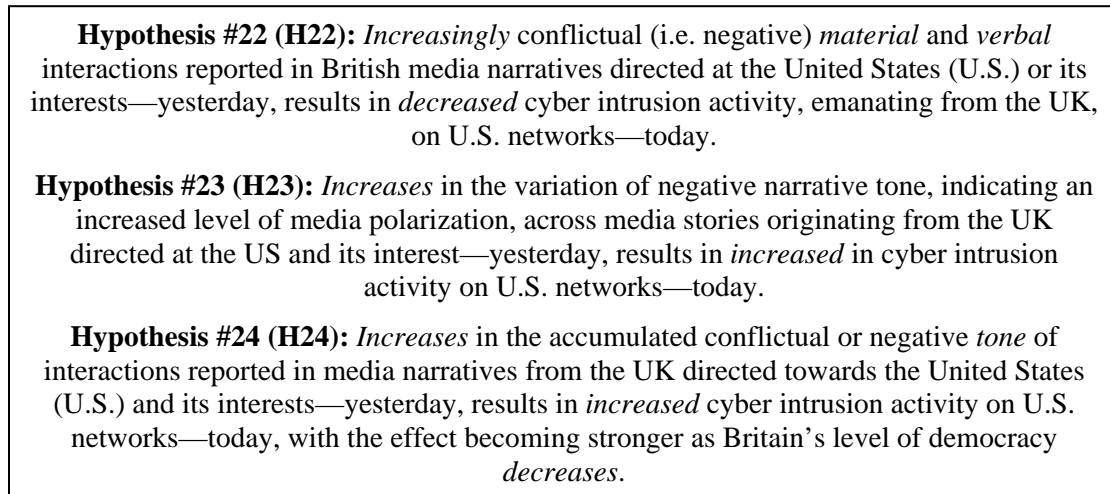 Hypothesis #22 (H22): Increasingly conflictual (i.e. negative) material and verbal
interactions reported in British media narratives directed at the United States (U.S.) or its
interests—yesterday, results in decreased cyber intrusion activity, emanating from the UK,
on U.S. networks—today.
Hypothesis #23 (H23): Increases in the variation of negative narrative tone, indicating an
increased level of media polarization, across media stories originating from the UK
directed at the US and its interest—yesterday, results in increased in cyber intrusion
activity on U.S. networks—today.
Hypothesis #24 (H24): Increases in the accumulated conflictual or negative tone of
interactions reported in media narratives from the UK directed towards the United States
(U.S.) and its interests—yesterday, results in increased cyber intrusion activity on U.S.
networks—today, with the effect becoming stronger as Britain’s level of democracy
decreases.